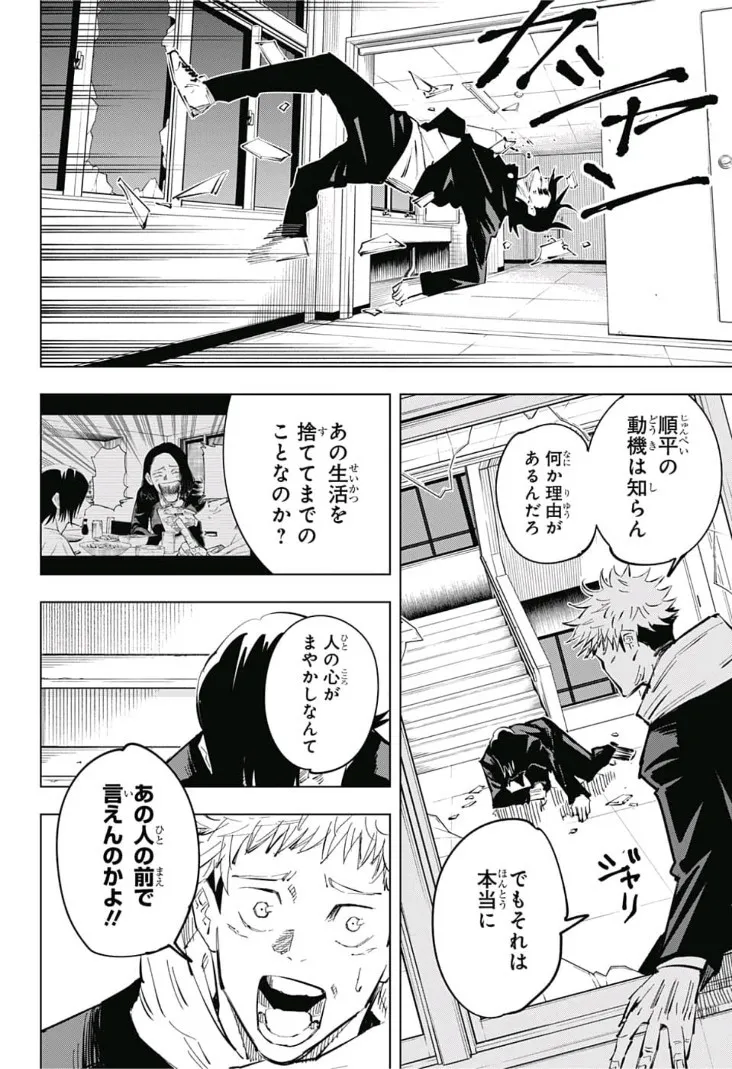 ガシャン
順平の
動機は知らん
何か理由が
あるんだろ
ジャリ
でもそれは
本当に
あの生活を
捨ててまでの
ことなのか？
人の心が
まやかしなんて
あの人の前で
言えんのかよ!!